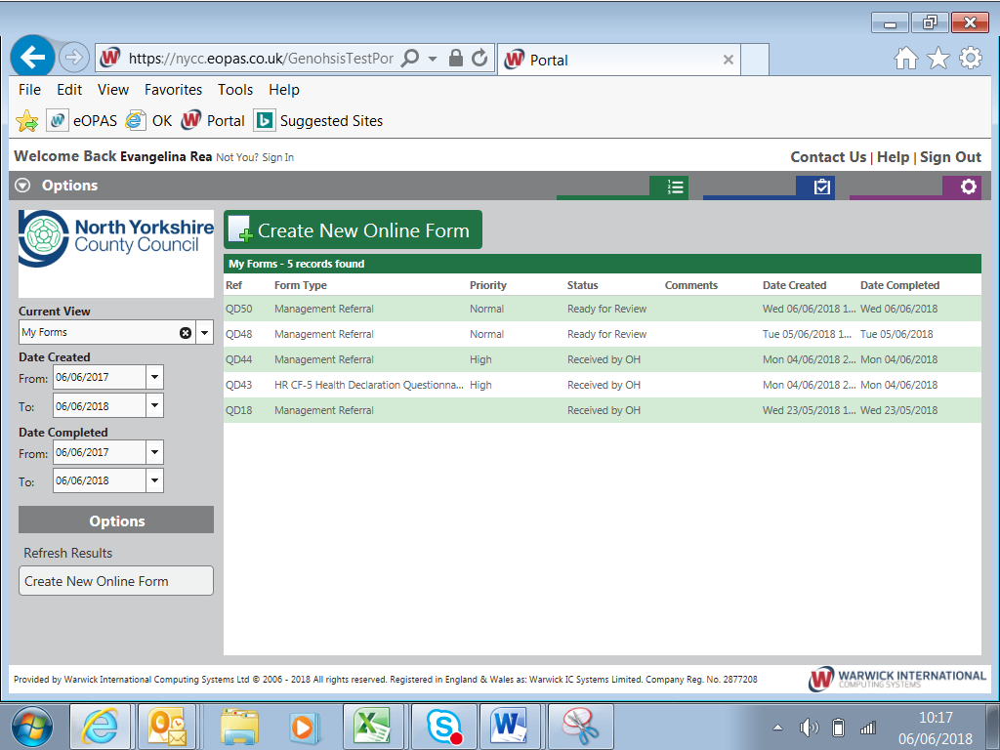 https://nycc.eopas.co.uk/GenohsisTestPor
Portal
File Edit View Favorites Tools Help
eOPAS OK Portal Suggested Sites
Welcome Back Evangelina Rea Not You? Sign In
Contact Us | Help | Sign Out
Options
North Yorkshire
County Council
Current View
My Forms
Date Created
From: 06/06/2017
To: 06/06/2018
Date Completed
From: 06/06/2017
To: 06/06/2018
Options
Refresh Results
Create New Online Form
Create New Online Form
My Forms - 5 records found
Ref Form Type Priority Status Comments Date Created Date Completed
QD50 Management Referral Normal Ready for Review Wed 06/06/2018 1... Wed 06/06/2018
QD48 Management Referral Normal Ready for Review Tue 05/06/2018 1... Tue 05/06/2018
QD44 Management Referral High Received by OH Mon 04/06/2018 2... Mon 04/06/2018
QD43 HR CF-5 Health Declaration Questionna... High Received by OH Mon 04/06/2018 2... Mon 04/06/2018
QD18 Management Referral Received by OH Wed 23/05/2018 1... Wed 23/05/2018
Provided by Warwick International Computing Systems Ltd © 2006 - 2018 All rights reserved. Registered in England & Wales as: Warwick IC Systems Limited. Company Reg. No. 2877208
WARWICK INTERNATIONAL
COMPUTING SYSTEMS
10:17
06/06/2018